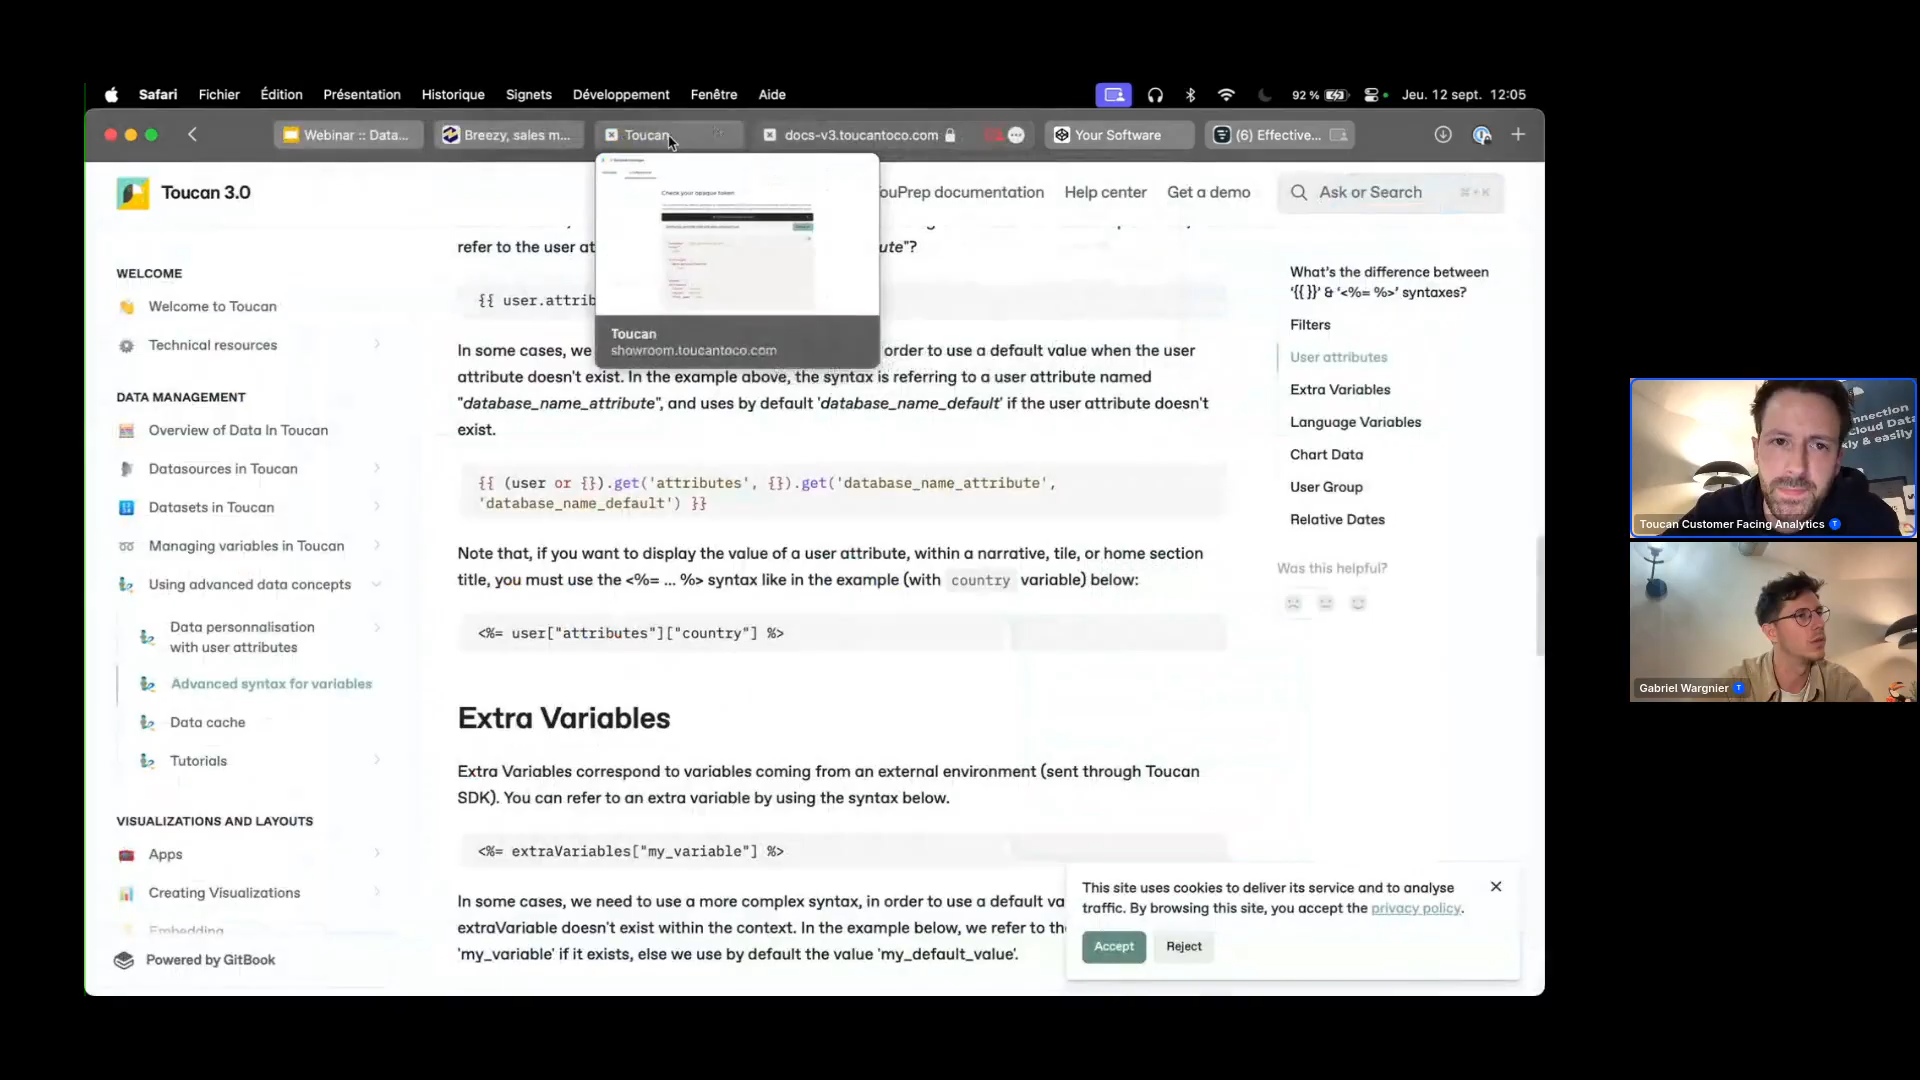 Safari Fichier Édition Présentation Historique Signets Développement Fenêtre Aide 92 % Jeu. 12 sept. 12:05
Webinar :: Data... Breezy, sales m... Toucan docs-v3.toucantoco.com Your Software (6) Effective...
Toucan 3.0
ouPrep documentation Help center Get a demo Ask or Search
Check your opaque token
Toucan
showroom.toucantoco.com
WELCOME
Welcome to Toucan
Technical resources
DATA MANAGEMENT
Overview of Data In Toucan
Datasources in Toucan
Datasets in Toucan
Managing variables in Toucan
Using advanced data concepts
Data personnalisation
with user attributes
Advanced syntax for variables
Data cache
Tutorials
VISUALIZATIONS AND LAYOUTS
Apps
Creating Visualizations
Embedding
Powered by GitBook
refer to the user at ute"?
{{ user.attrib
In some cases, we order to use a default value when the user
attribute doesn't exist. In the example above, the syntax is referring to a user attribute named
"database_name_attribute", and uses by default 'database_name_default' if the user attribute doesn't
exist.
{{ (user or {}).get('attributes', {}).get('database_name_attribute',
'database_name_default') }}
Note that, if you want to display the value of a user attribute, within a narrative, tile, or home section
title, you must use the <%= ... %> syntax like in the example (with country variable) below:
<%= user["attributes"]["country"] %>
Extra Variables
Extra Variables correspond to variables coming from an external environment (sent through Toucan
SDK). You can refer to an extra variable by using the syntax below.
<%= extraVariables["my_variable"] %>
In some cases, we need to use a more complex syntax, in order to use a default va
extraVariable doesn't exist within the context. In the example below, we refer to th
'my_variable' if it exists, else we use by default the value 'my_default_value'.
What's the difference between
'{{ }}' & '<%= %>' syntaxes?
Filters
User attributes
Extra Variables
Language Variables
Chart Data
User Group
Relative Dates
Was this helpful?
This site uses cookies to deliver its service and to analyse
traffic. By browsing this site, you accept the privacy policy.
Accept Reject
nnection
Cloud Data
kly & easily
Toucan Customer Facing Analytics
Gabriel Wargnier